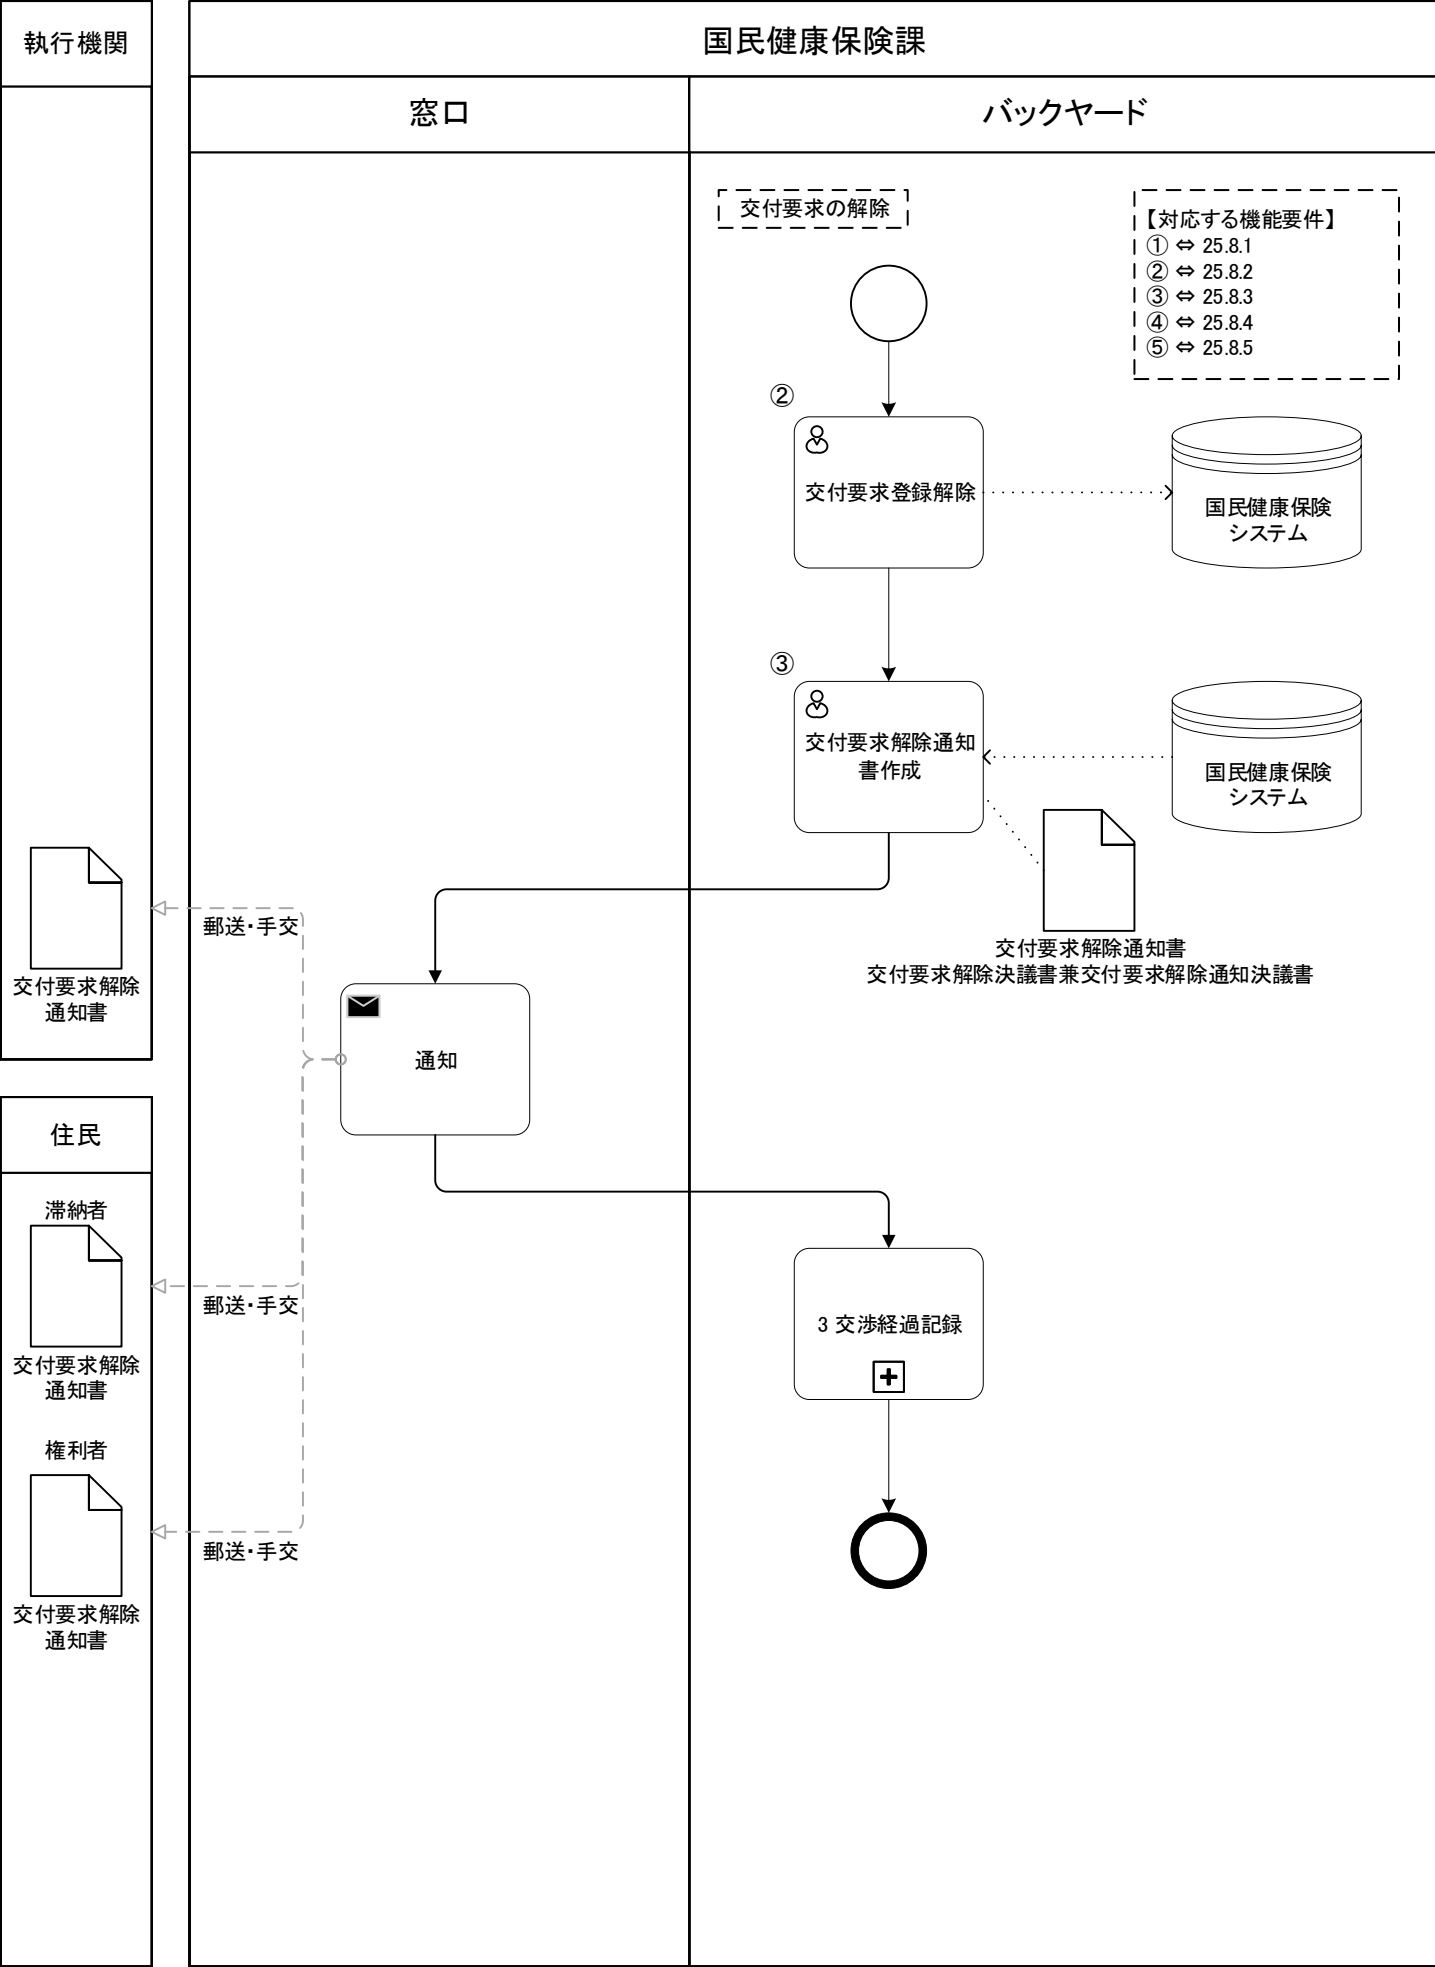 執行機関
国民健康保険課
窓口
バックヤード
交付要求の解除
【対応する機能要件】
① ⇔ 25.8.1
② ⇔ 25.8.2
③ ⇔ 25.8.3
④ ⇔ 25.8.4
⑤ ⇔ 25.8.5
②
交付要求登録解除
国民健康保険
システム
③
交付要求解除通知
書作成
国民健康保険
システム
交付要求解除通知書
交付要求解除決議書兼交付要求解除通知決議書
郵送・手交
交付要求解除
通知書
通知
住民
滞納者
郵送・手交
交付要求解除
通知書
3 交渉経過記録
権利者
郵送・手交
交付要求解除
通知書